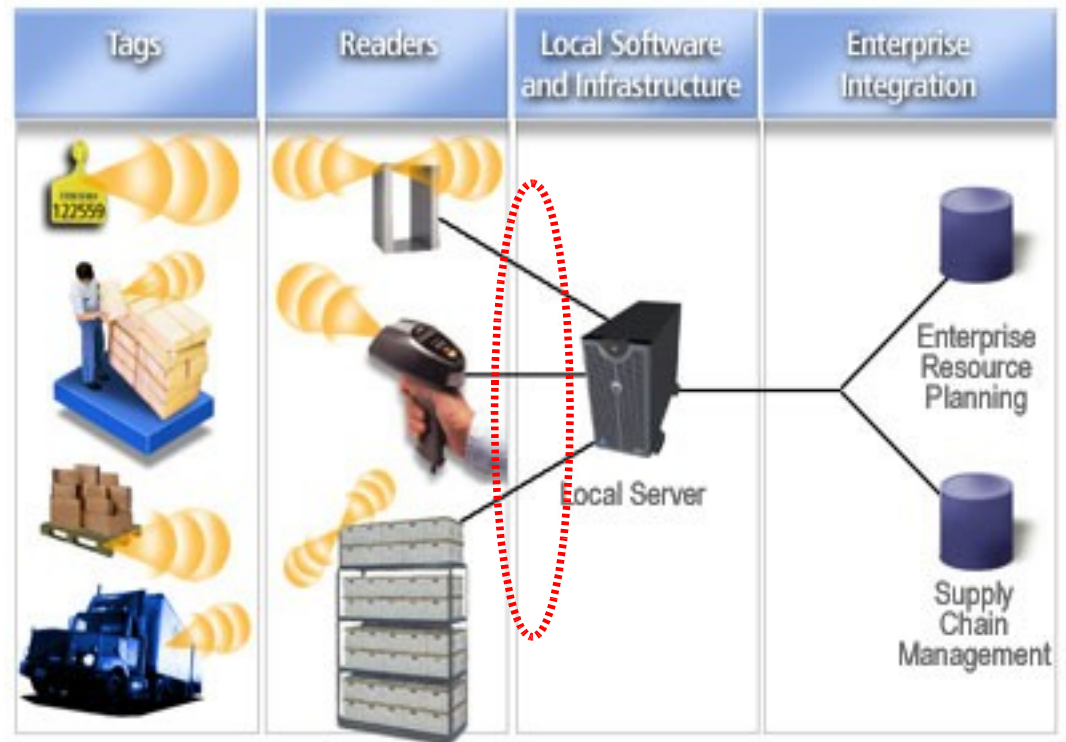 Tags
Readers
Local Software
and Infrastructure
Enterprise
Integration
122559
Local Server
Enterprise
Resource
Planning
Supply
Chain
Management